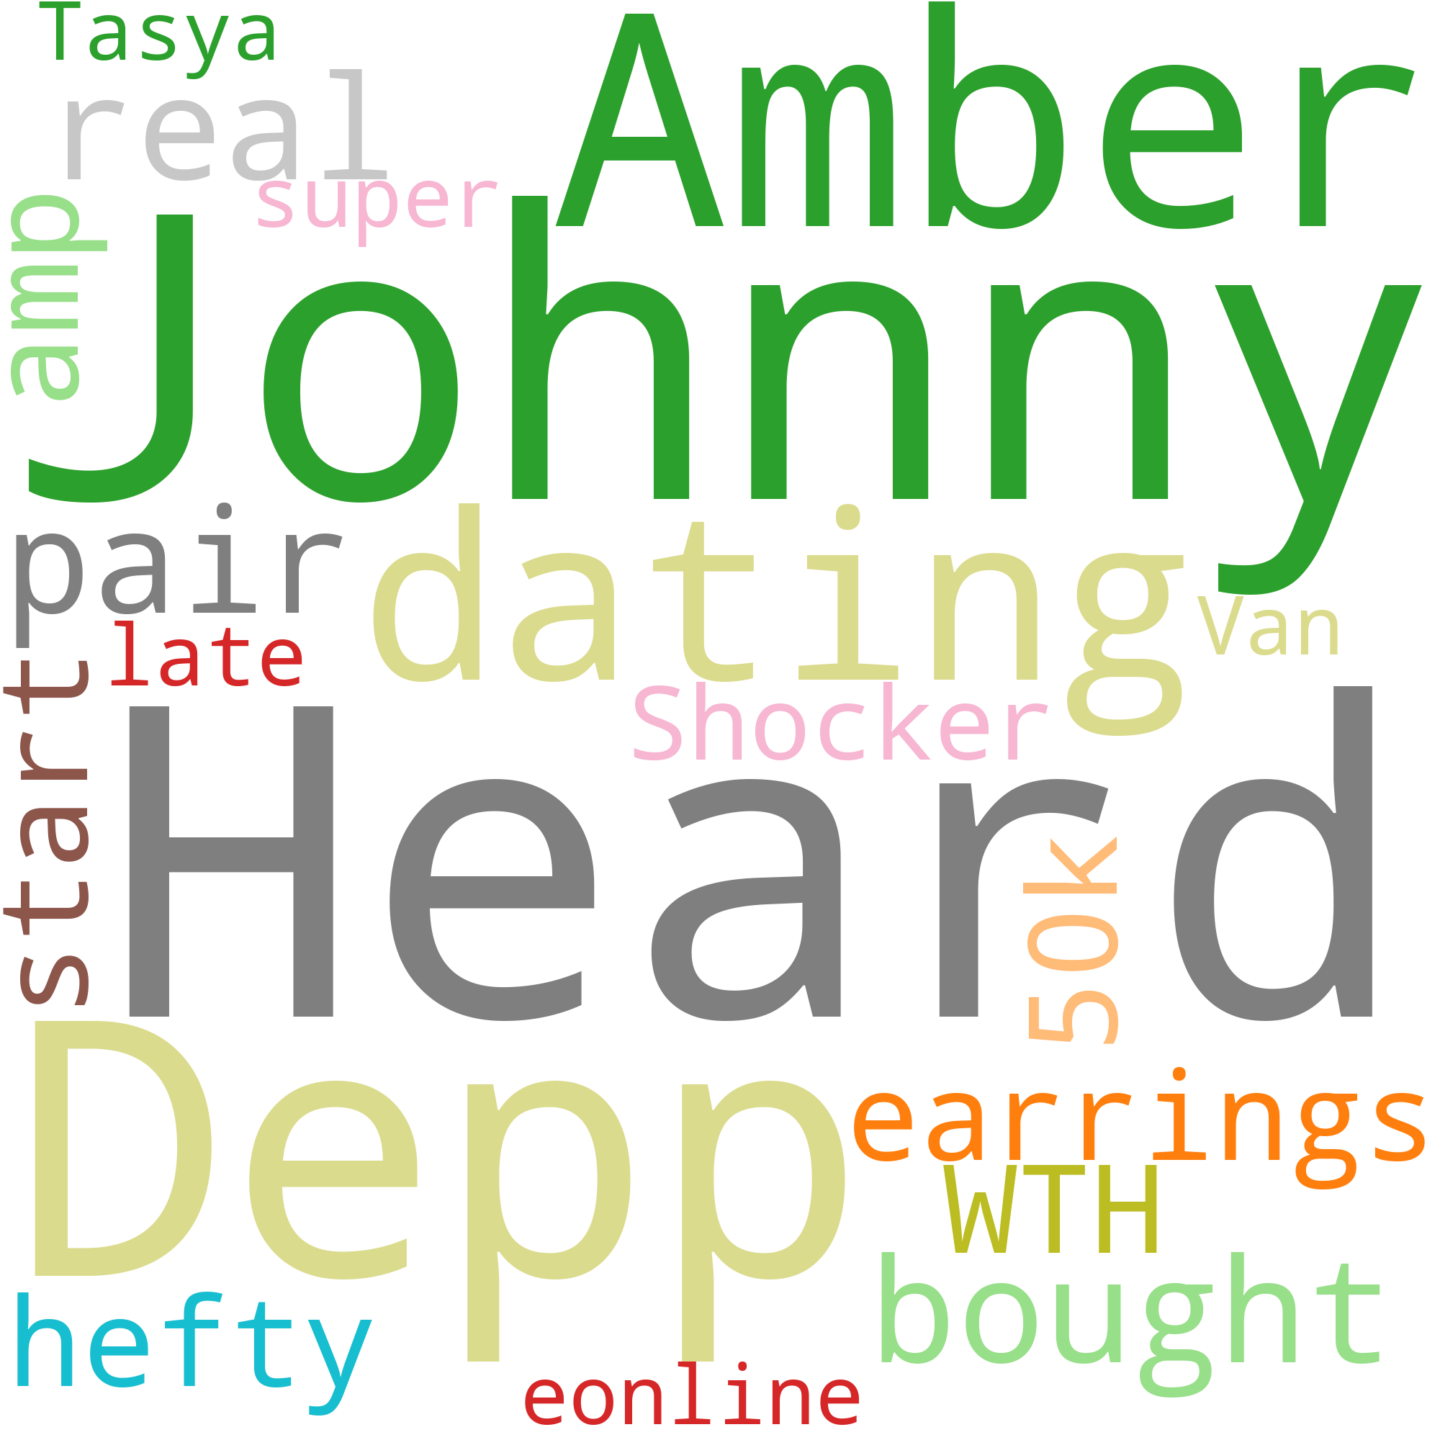 Tasya
Amber
real
super
amp
Johnny
pair
dating
Van
late
Shocker
start
Heard
50k
Depp
earrings
WTH
bought
hefty
eonline